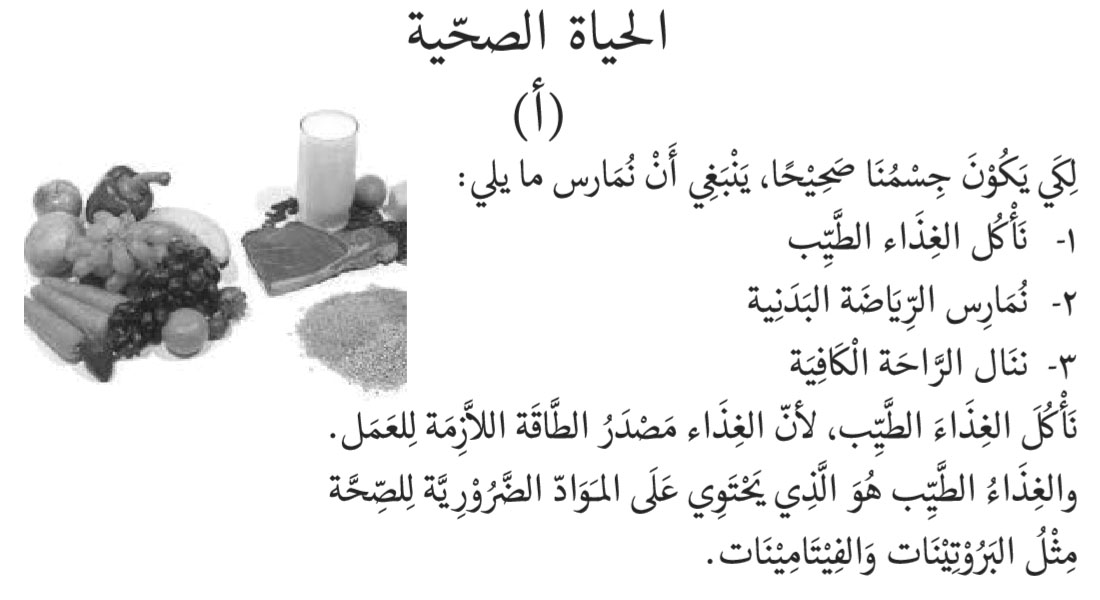 الحياة الصحّية
(أ)
لِكَي يَكُوْنَ جِسْمُنَا صَحِيْحًا، يَنْبَغِي أَنْ نُمَارس ما يلي:
١- نَأْكُل الغِذَاء الطَّيِّب
٢- نُمَارِس الرِّيَاضَة البَدَنِية
٣- ننَال الرَّاحَة الْكَافِيَة
نَأْكُلَ الغِذَاءَ الطَّيِّب، لأنّ الغِذَاء مَصْدَرُ الطَّاقَة اللاَّزِمَة لِلعَمَل.
والغِذَاءُ الطَّيِّب هُوَ الَّذِي يَحْتَوِي عَلَى المَوَادّ الضَّرُوْرِيَّة لِلصِّحَّة
مِثْلُ البَرُوْتِيْنَات وَالفِيْتَامِيْنَات.